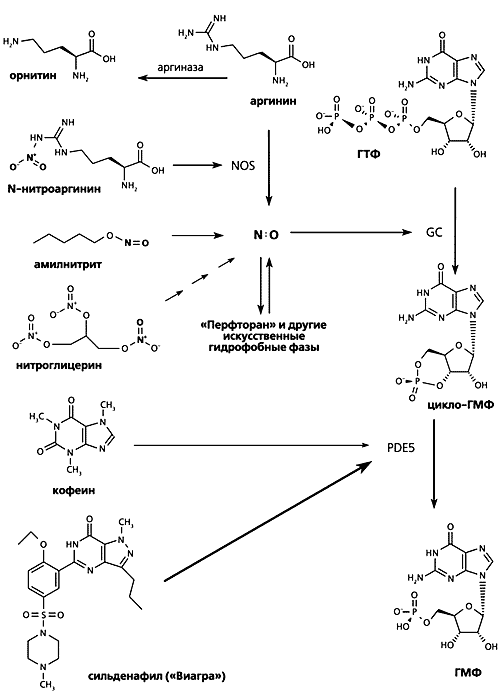 орнитин
аргиназа
аргинин
ГТФ
N-нитроаргинин
NOS
амилнитрит
N:O
GC
нитроглицерин
«Перфторан» и другие
искусственные
гидрофобные фазы
цикло-ГМФ
кофеин
PDE5
сильденафил («Виагра»)
ГМФ